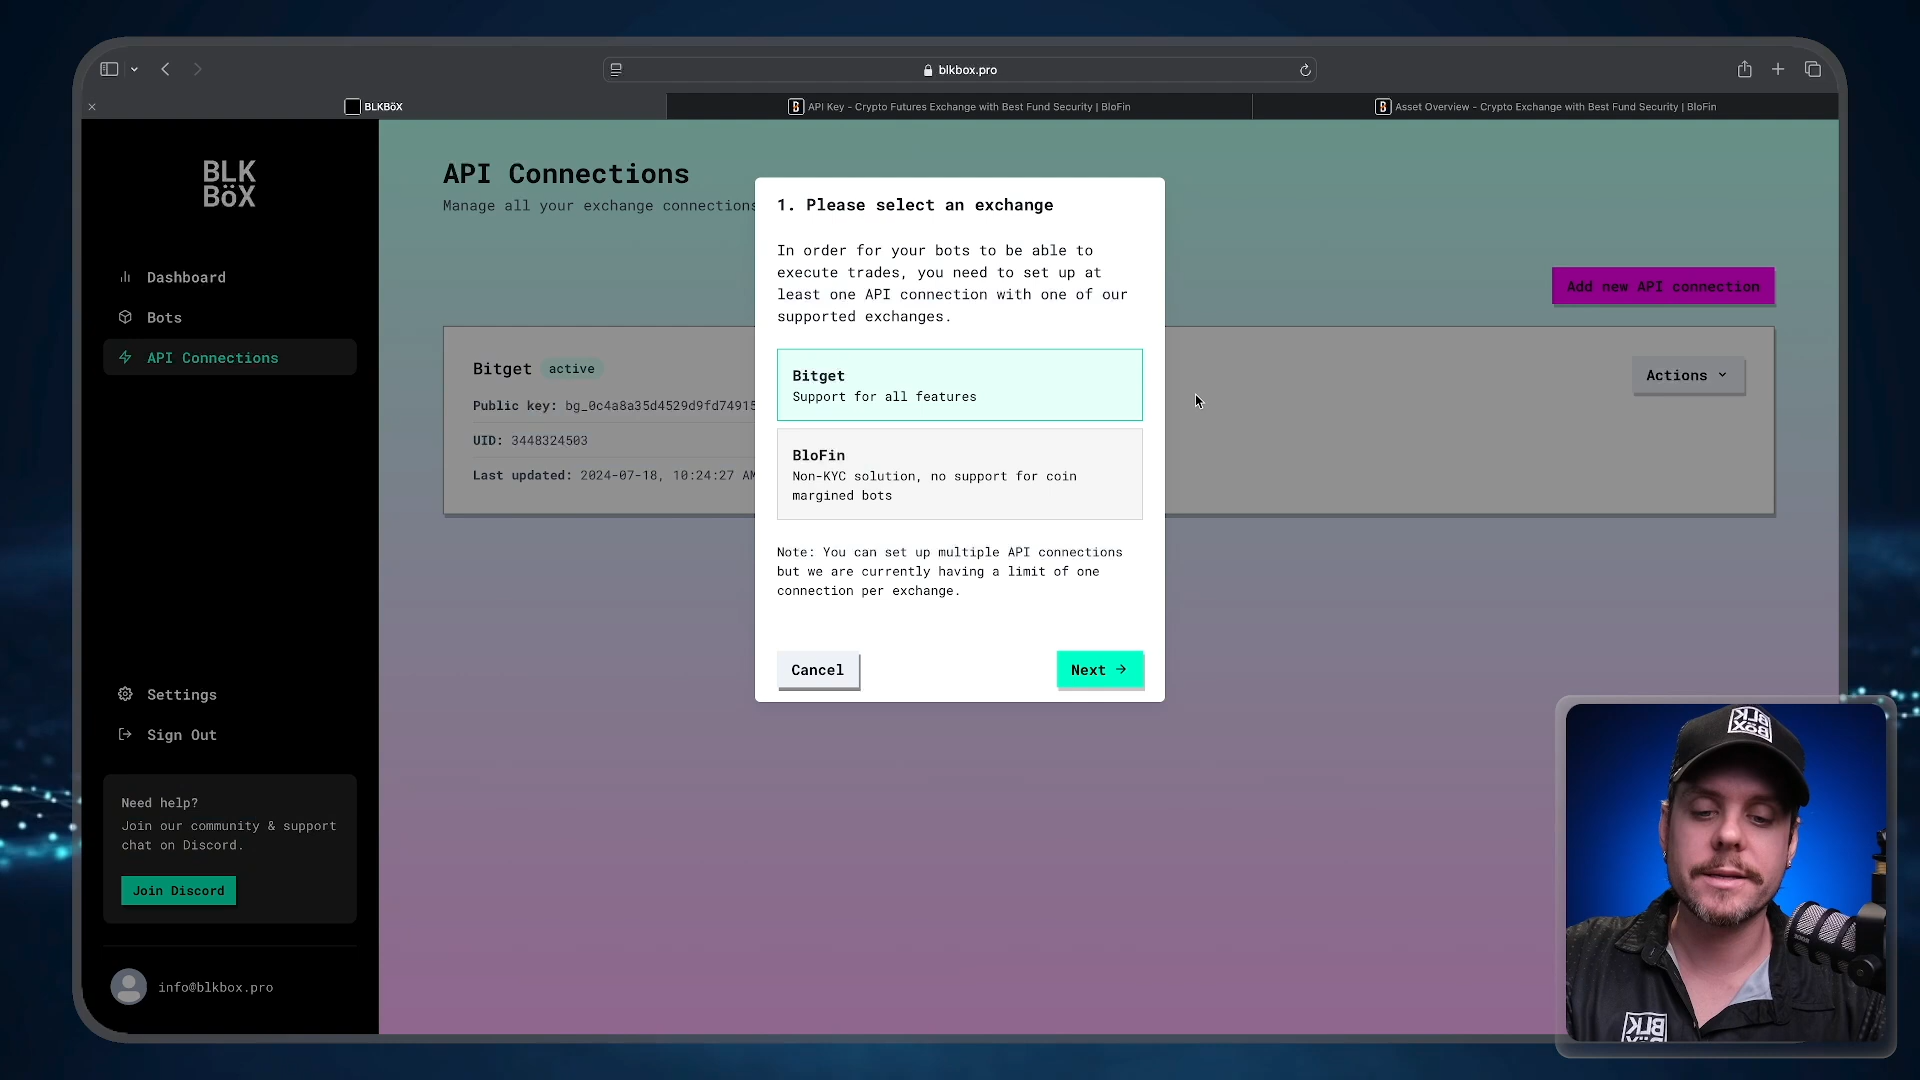 blkbox.pro
BLKBöX
API Key - Crypto Futures Exchange with Best Fund Security | BloFin
Asset Overview - Crypto Exchange with Best Fund Security | BloFin
BLK
BöX
Dashboard
Bots
API Connections
Settings
Sign Out
Need help?
Join our community & support
chat on Discord.
Join Discord
info@blkbox.pro
API Connections
Manage all your exchange connections
Add new API connection
Bitget active
Actions
Public key: bg_0c4a8a35d4529d9fd74915
UID: 3448324503
Last updated: 2024-07-18, 10:24:27 AM
1. Please select an exchange
In order for your bots to be able to
execute trades, you need to set up at
least one API connection with one of our
supported exchanges.
Bitget
Support for all features
BloFin
Non-KYC solution, no support for coin
margined bots
Note: You can set up multiple API connections
but we are currently having a limit of one
connection per exchange.
Cancel
Next →
BLK
BöX
BLK
BöX